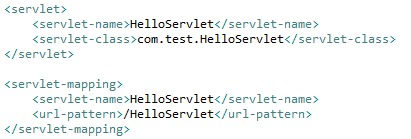 <servlet>
    <servlet-name>HelloServlet</servlet-name>
    <servlet-class>com.test.HelloServlet</servlet-class>
</servlet>

<servlet-mapping>
    <servlet-name>HelloServlet</servlet-name>
    <url-pattern>/HelloServlet</url-pattern>
</servlet-mapping>